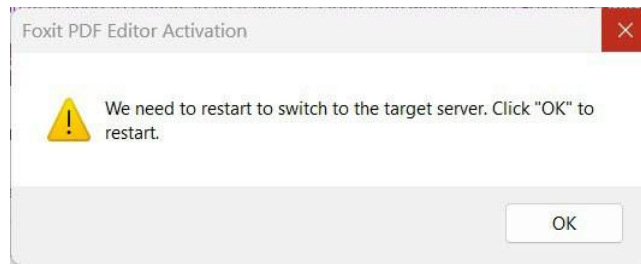 Foxit PDF Editor Activation
We need to restart to switch to the target server. Click "OK" to
restart.
OK